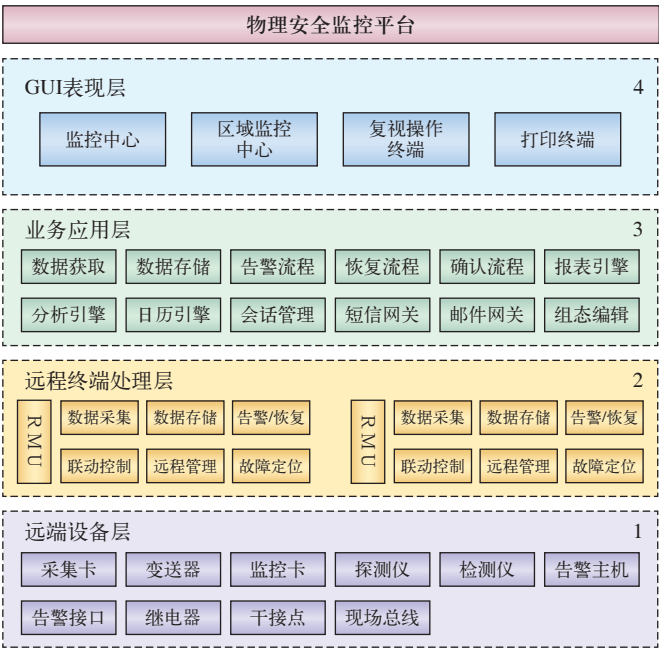 物理安全监控平台
GUI表现层 4
监控中心
区域监控
中心
复视操作
终端
打印终端
业务应用层 3
数据获取 数据存储 告警流程 恢复流程 确认流程 报表引擎
分析引擎 日历引擎 会话管理 短信网关 邮件网关 组态编辑
远程终端处理层 2
RMU
数据采集 数据存储 告警/恢复
联动控制 远程管理 故障定位
RMU
数据采集 数据存储 告警/恢复
联动控制 远程管理 故障定位
远端设备层 1
采集卡 变送器 监控卡 探测仪 检测仪 告警主机
告警接口 继电器 干接点 现场总线